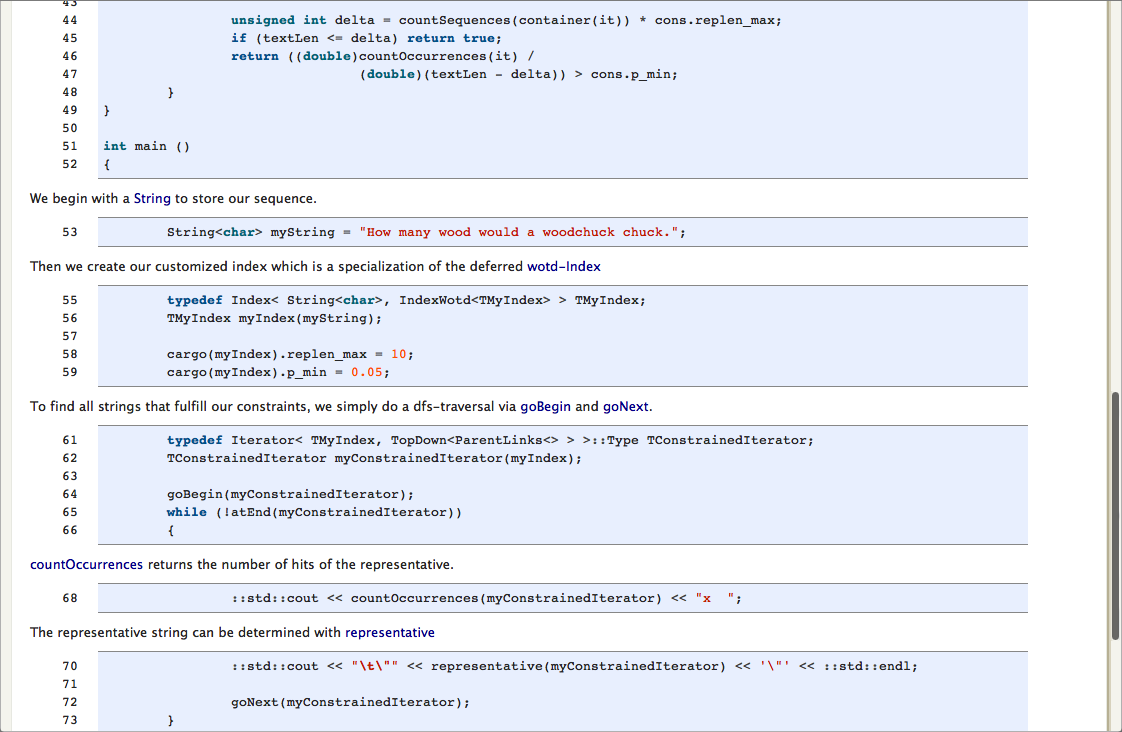 43
44 unsigned int delta = countSequences(container(it)) * cons.replen_max;
45 if (textLen <= delta) return true;
46 return ((double)countOccurrences(it) /
47 (double)(textLen - delta)) > cons.p_min;
48 }
49 }
50
51 int main ()
52 {
We begin with a String to store our sequence.
53 String<char> myString = "How many wood would a woodchuck chuck.";
Then we create our customized index which is a specialization of the deferred wotd-Index
55 typedef Index< String<char>, IndexWotd<TMyIndex> > TMyIndex;
56 TMyIndex myIndex(myString);
57
58 cargo(myIndex).replen_max = 10;
59 cargo(myIndex).p_min = 0.05;
To find all strings that fulfill our constraints, we simply do a dfs-traversal via goBegin and goNext.
61 typedef Iterator< TMyIndex, TopDown<ParentLinks<> > >::Type TConstrainedIterator;
62 TConstrainedIterator myConstrainedIterator(myIndex);
63
64 goBegin(myConstrainedIterator);
65 while (!atEnd(myConstrainedIterator))
66 {
countOccurrences returns the number of hits of the representative.
68 ::std::cout << countOccurrences(myConstrainedIterator) << "x  ";
The representative string can be determined with representative
70 ::std::cout << "\t\"" << representative(myConstrainedIterator) << '\"' << ::std::endl;
71
72 goNext(myConstrainedIterator);
73 }